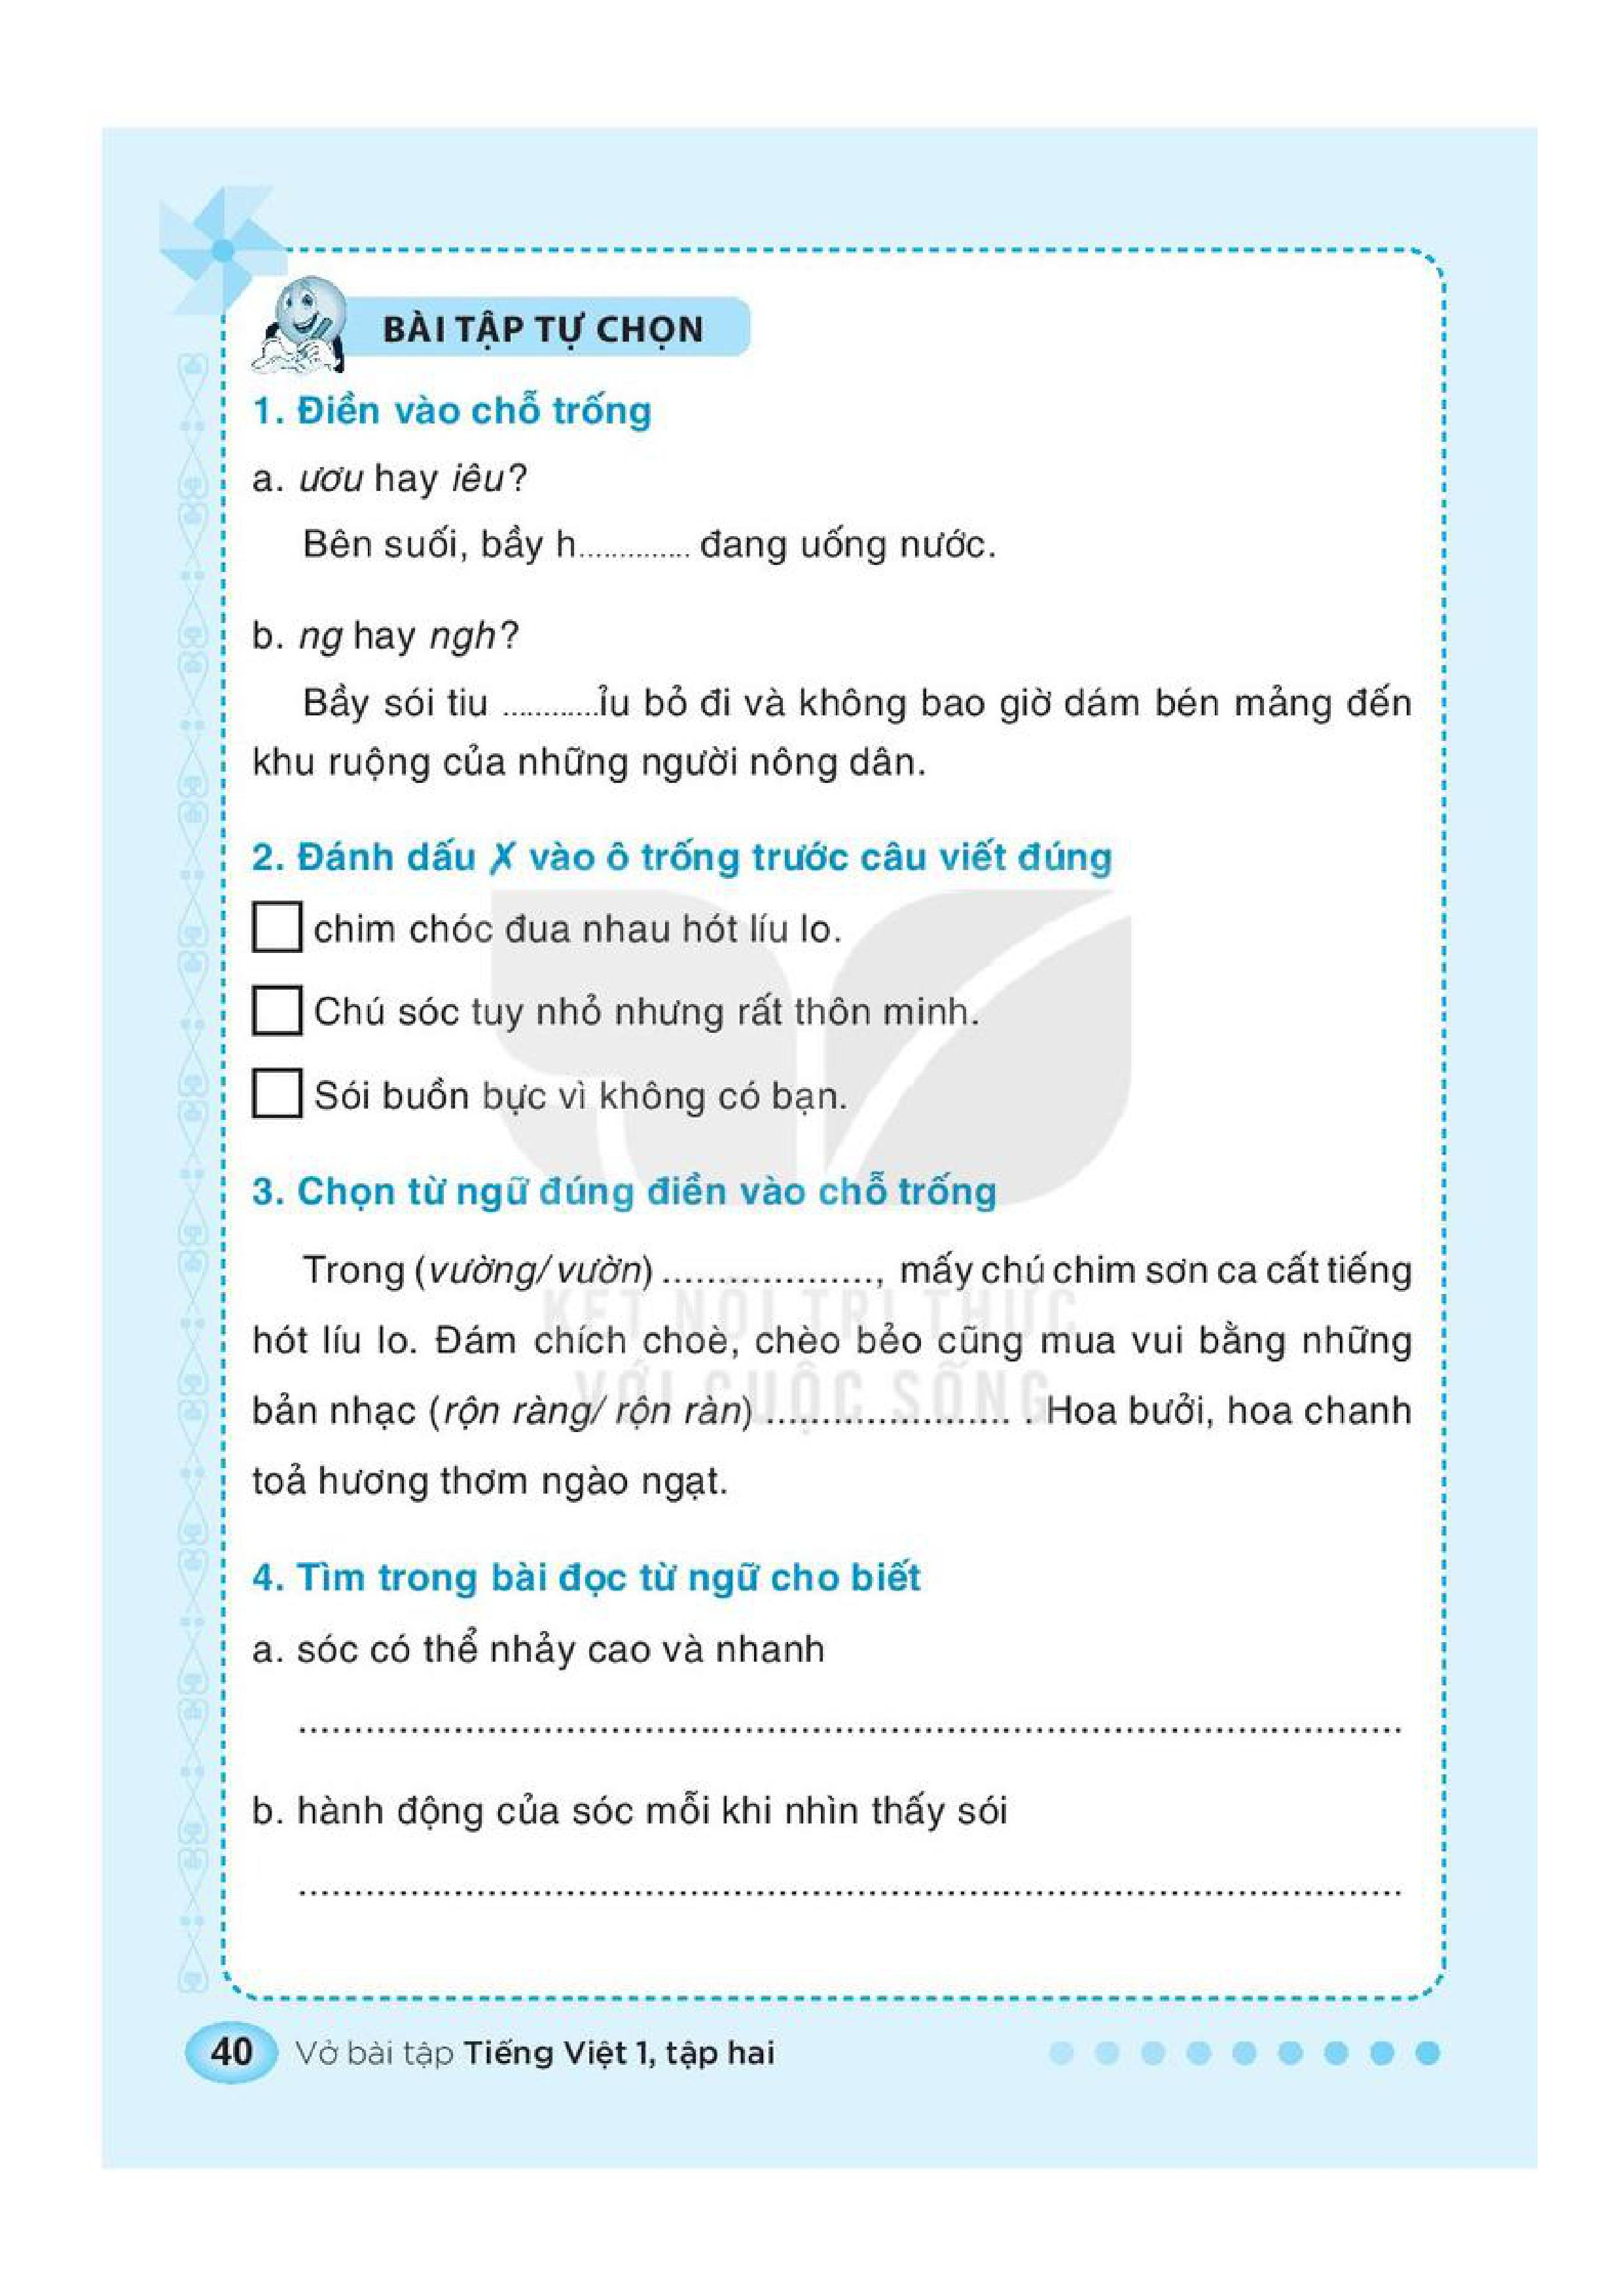 BÀI TẬP TỰ CHỌN
1. Điền vào chỗ trống
a. ươu hay iêu?
Bên suối, bầy h.............. đang uống nước.
b. ng hay ngh?
Bầy sói tiu ............ỉu bỏ đi và không bao giờ dám bén mảng đến
khu ruộng của những người nông dân.
2. Đánh dấu ✗ vào ô trống trước câu viết đúng
chim chóc đua nhau hót líu lo.
Chú sóc tuy nhỏ nhưng rất thôn minh.
Sói buồn bực vì không có bạn.
3. Chọn từ ngữ đúng điền vào chỗ trống
Trong (vường/ vườn) ...................., mấy chú chim sơn ca cất tiếng
KẾT NỐI TRI THỨC
hót líu lo. Đám chích choè, chèo bẻo cũng mua vui bằng những
VỚI CUỘC SỐNG
bản nhạc (rộn ràng/ rộn ràn) ....................... . Hoa bưởi, hoa chanh
toả hương thơm ngào ngạt.
4. Tìm trong bài đọc từ ngữ cho biết
a. sóc có thể nhảy cao và nhanh
....................................................................................................
b. hành động của sóc mỗi khi nhìn thấy sói
....................................................................................................
40 Vở bài tập Tiếng Việt 1, tập hai